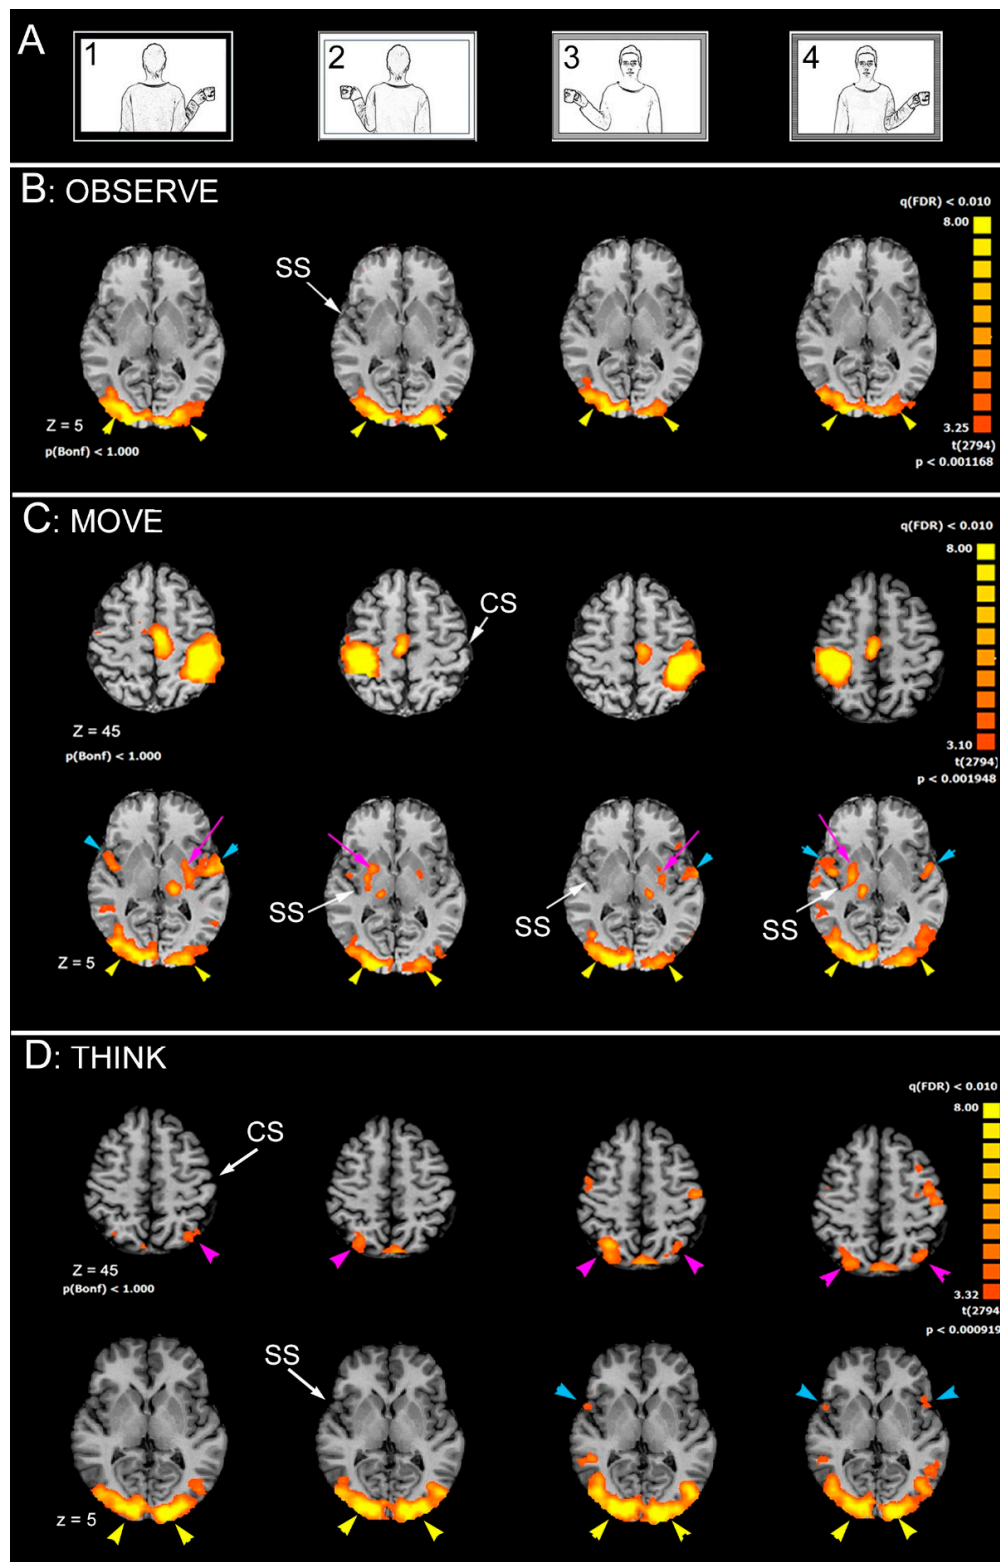 A
1
2
3
4
B: OBSERVE
q(FDR) < 0.010
8.00
SS
3.25
Z = 5
t(2794)
p(Bonf) < 1.000
p < 0.001168
C: MOVE
q(FDR) < 0.010
8.00
CS
Z = 45
3.10
p(Bonf) < 1.000
t(2794)
p < 0.001948
SS
SS
SS
Z = 5
D: THINK
q(FDR) < 0.010
8.00
CS
Z = 45
p(Bonf) < 1.000
3.32
t(2794
p < 0.000919
SS
z = 5